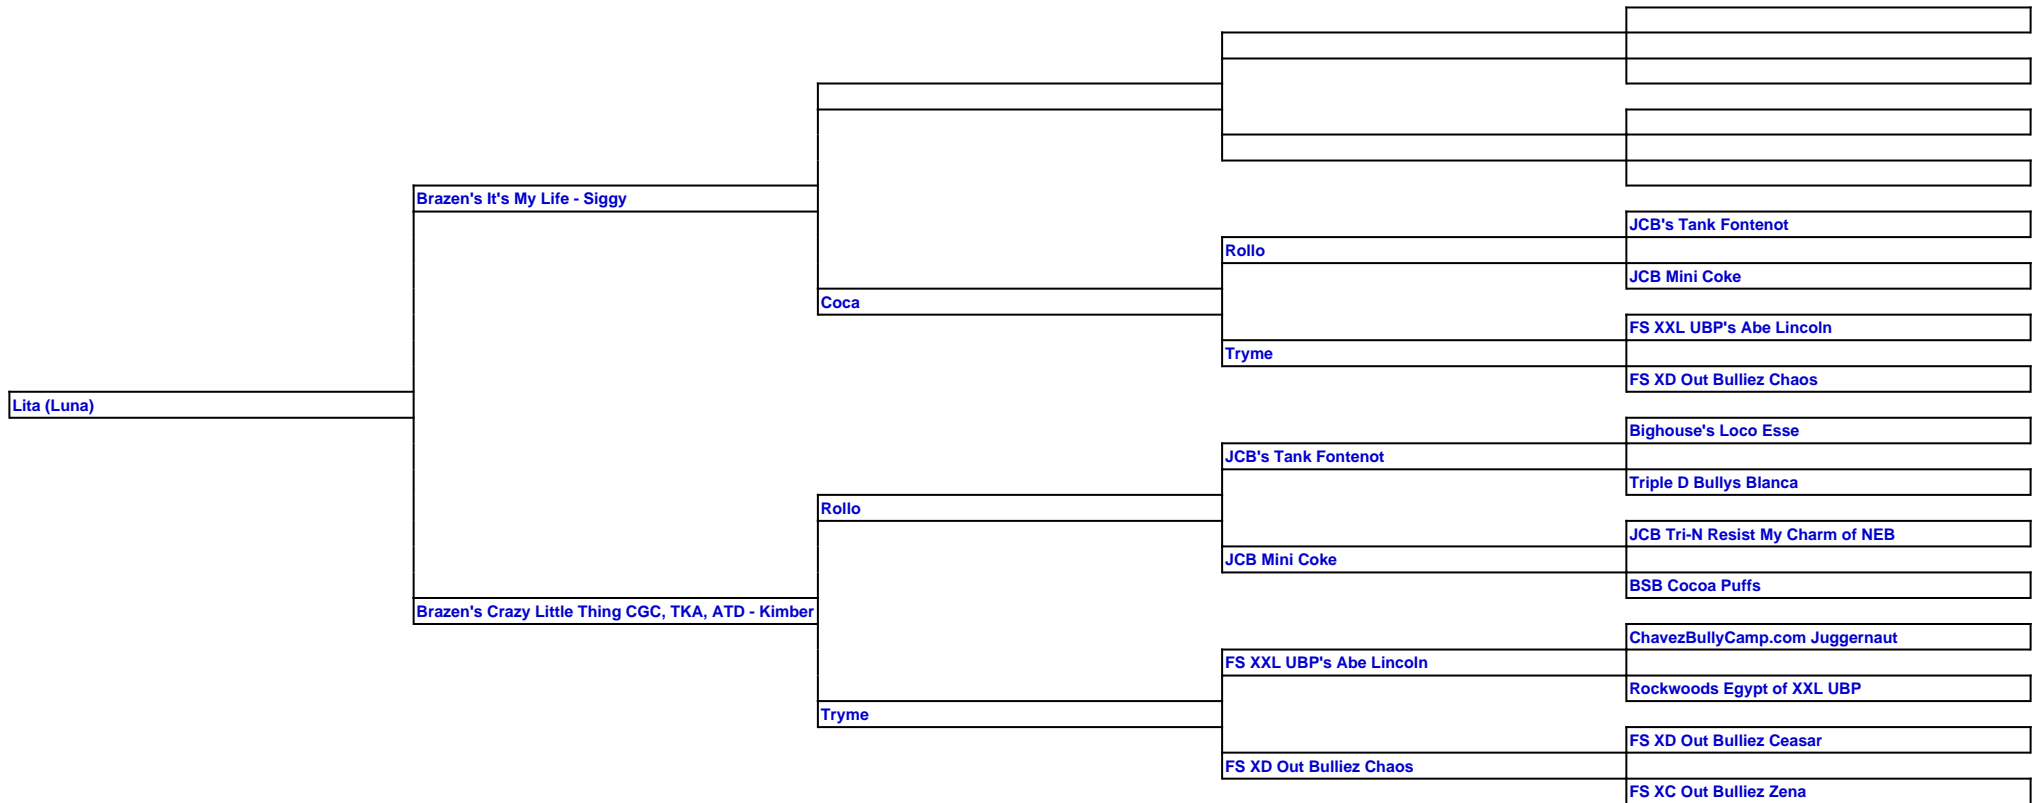 Brazen's It's My Life - Siggy
JCB's Tank Fontenot
Rollo
JCB Mini Coke
Coca
FS XXL UBP's Abe Lincoln
Tryme
FS XD Out Bulliez Chaos
Lita (Luna)
Bighouse's Loco Esse
JCB's Tank Fontenot
Triple D Bullys Blanca
Rollo
JCB Tri-N Resist My Charm of NEB
JCB Mini Coke
BSB Cocoa Puffs
Brazen's Crazy Little Thing CGC, TKA, ATD - Kimber
ChavezBullyCamp.com Juggernaut
FS XXL UBP's Abe Lincoln
Rockwoods Egypt of XXL UBP
Tryme
FS XD Out Bulliez Ceasar
FS XD Out Bulliez Chaos
FS XC Out Bulliez Zena